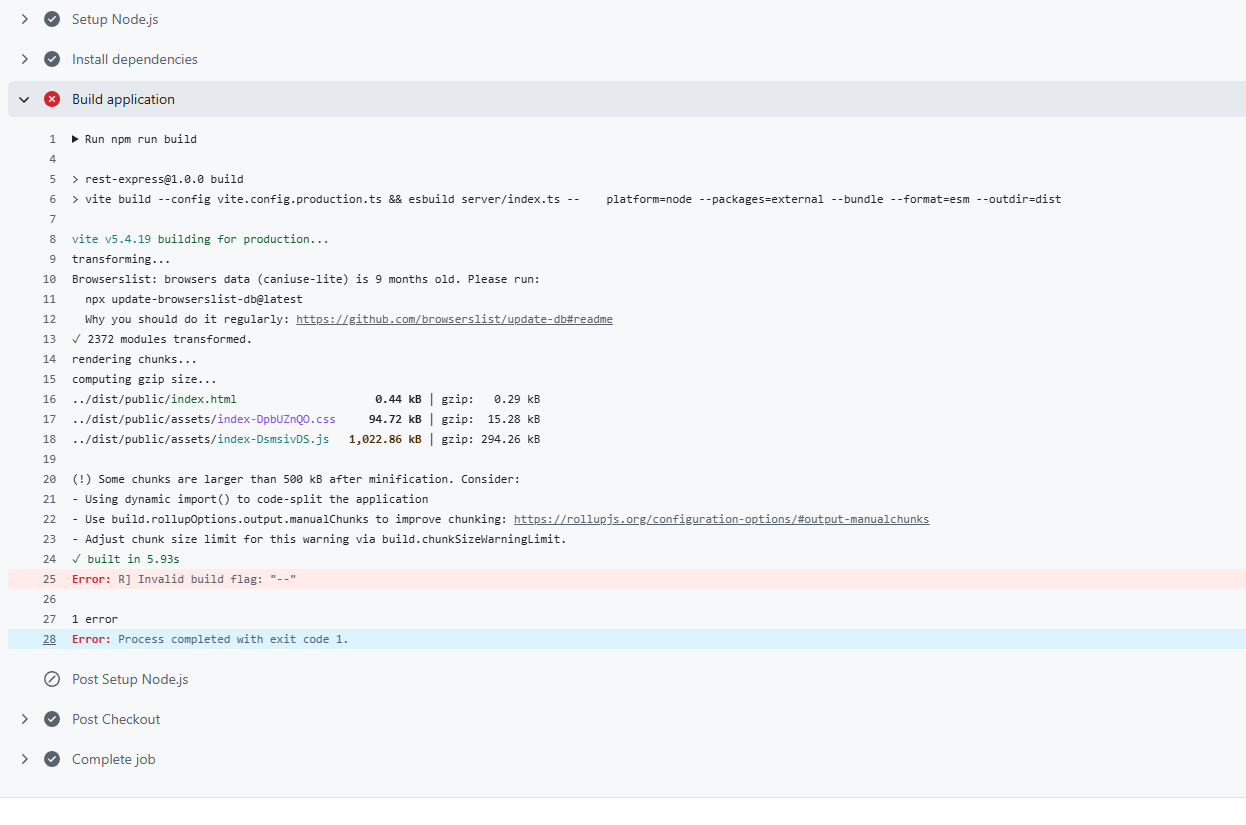 Setup Node.js
Install dependencies
Build application
1 ▶ Run npm run build
4
5 > rest-express@1.0.0 build
6 > vite build --config vite.config.production.ts && esbuild server/index.ts --    platform=node --packages=external --bundle --format=esm --outdir=dist
7
8 vite v5.4.19 building for production...
9 transforming...
10 Browserslist: browsers data (caniuse-lite) is 9 months old. Please run:
11   npx update-browserslist-db@latest
12   Why you should do it regularly: https://github.com/browserslist/update-db#readme
13 ✓ 2372 modules transformed.
14 rendering chunks...
15 computing gzip size...
16 ../dist/public/index.html                     0.44 kB │ gzip:   0.29 kB
17 ../dist/public/assets/index-DpbUZnQO.css     94.72 kB │ gzip:  15.28 kB
18 ../dist/public/assets/index-DsmsivDS.js   1,022.86 kB │ gzip: 294.26 kB
19
20 (!) Some chunks are larger than 500 kB after minification. Consider:
21 - Using dynamic import() to code-split the application
22 - Use build.rollupOptions.output.manualChunks to improve chunking: https://rollupjs.org/configuration-options/#output-manualchunks
23 - Adjust chunk size limit for this warning via build.chunkSizeWarningLimit.
24 ✓ built in 5.93s
25 Error: R] Invalid build flag: "--"
26
27 1 error
28 Error: Process completed with exit code 1.
Post Setup Node.js
Post Checkout
Complete job